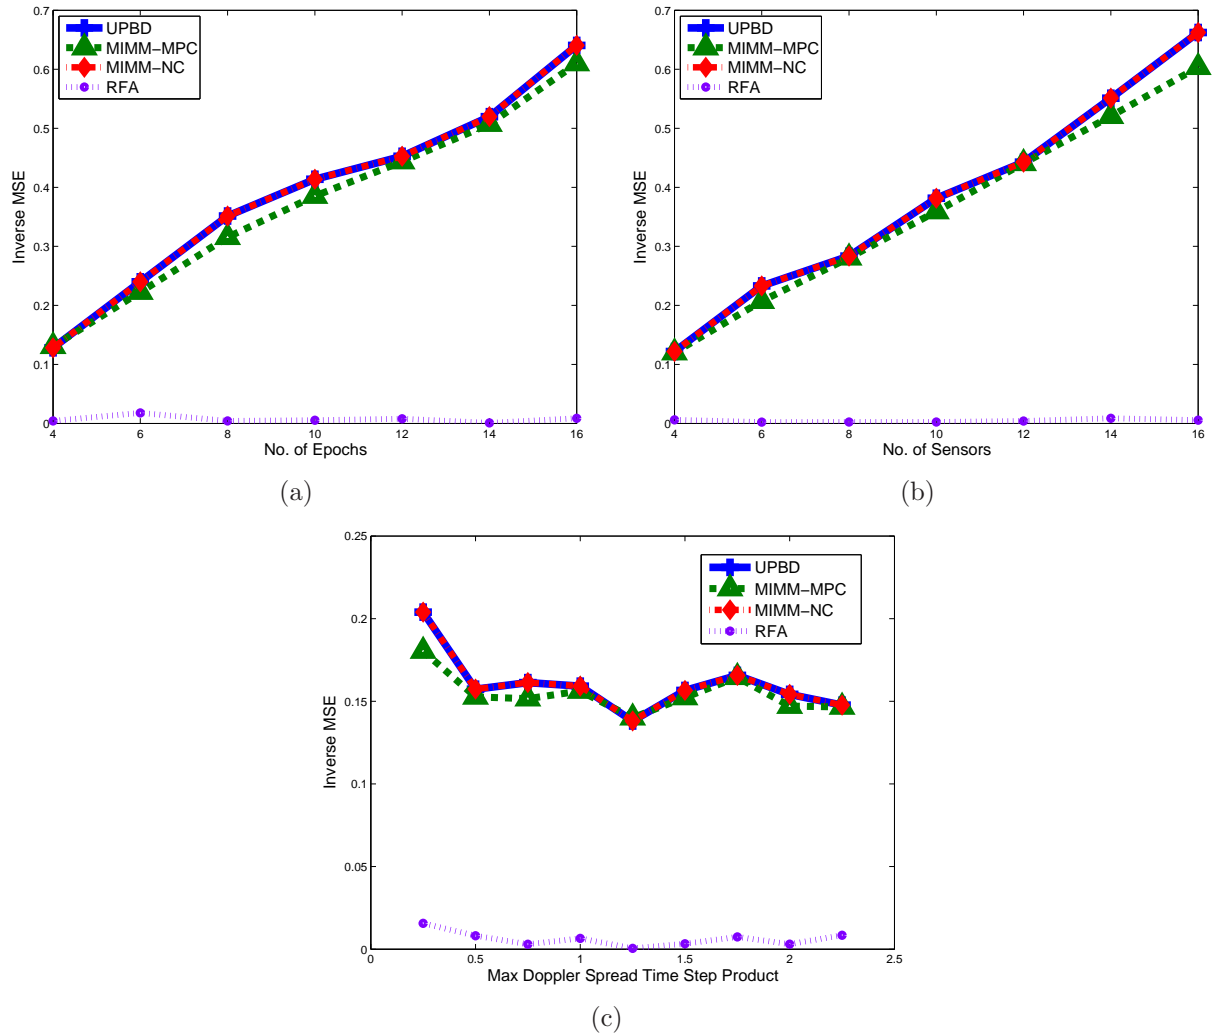 0.7
0.6
0.5
0.4
0.3
0.2
0.1
0
4
6
8
10
12
14
16
Inverse MSE
No. of Epochs
UPBD
MIMM−MPC
MIMM−NC
RFA
(a)
0.7
0.6
0.5
0.4
0.3
0.2
0.1
0
4
6
8
10
12
14
16
Inverse MSE
No. of Sensors
UPBD
MIMM−MPC
MIMM−NC
RFA
(b)
0.25
0.2
0.15
0.1
0.05
0
0
0.5
1
1.5
2
2.5
Inverse MSE
Max Doppler Spread Time Step Product
UPBD
MIMM−MPC
MIMM−NC
RFA
(c)